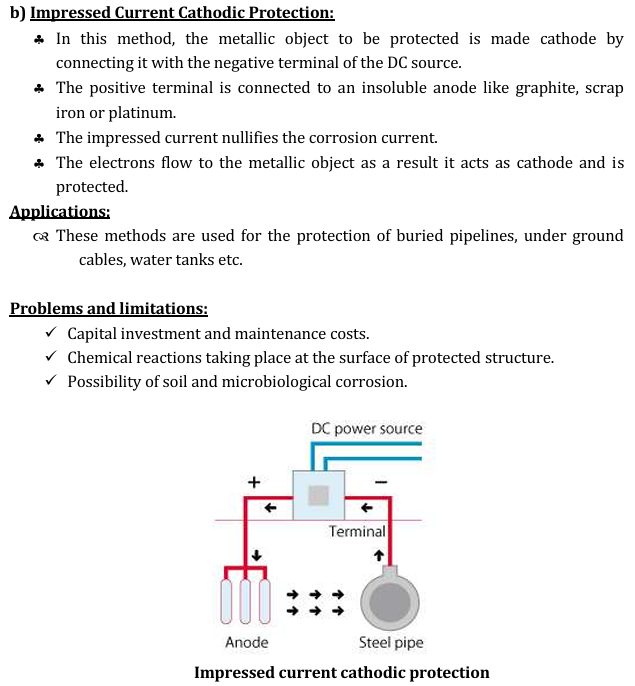 b) Impressed Current Cathodic Protection:
♣ In this method, the metallic object to be protected is made cathode by
connecting it with the negative terminal of the DC source.
♣ The positive terminal is connected to an insoluble anode like graphite, scrap
iron or platinum.
♣ The impressed current nullifies the corrosion current.
♣ The electrons flow to the metallic object as a result it acts as cathode and is
protected.
Applications:
These methods are used for the protection of buried pipelines, under ground
cables, water tanks etc.
Problems and limitations:
✓ Capital investment and maintenance costs.
✓ Chemical reactions taking place at the surface of protected structure.
✓ Possibility of soil and microbiological corrosion.
DC power source
+ −
Terminal
Anode Steel pipe
Impressed current cathodic protection